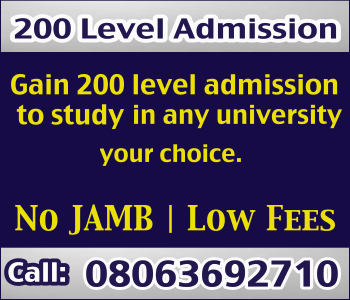 200 Level Admission
Gain 200 level admission
to study in any university
your choice.
No JAMB | Low Fees
Call: 08063692710